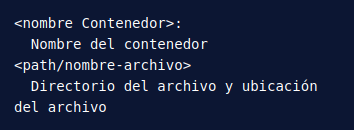 <nombre Contenedor>:
Nombre del contenedor
<path/nombre-archivo>
Directorio del archivo y ubicación
del archivo